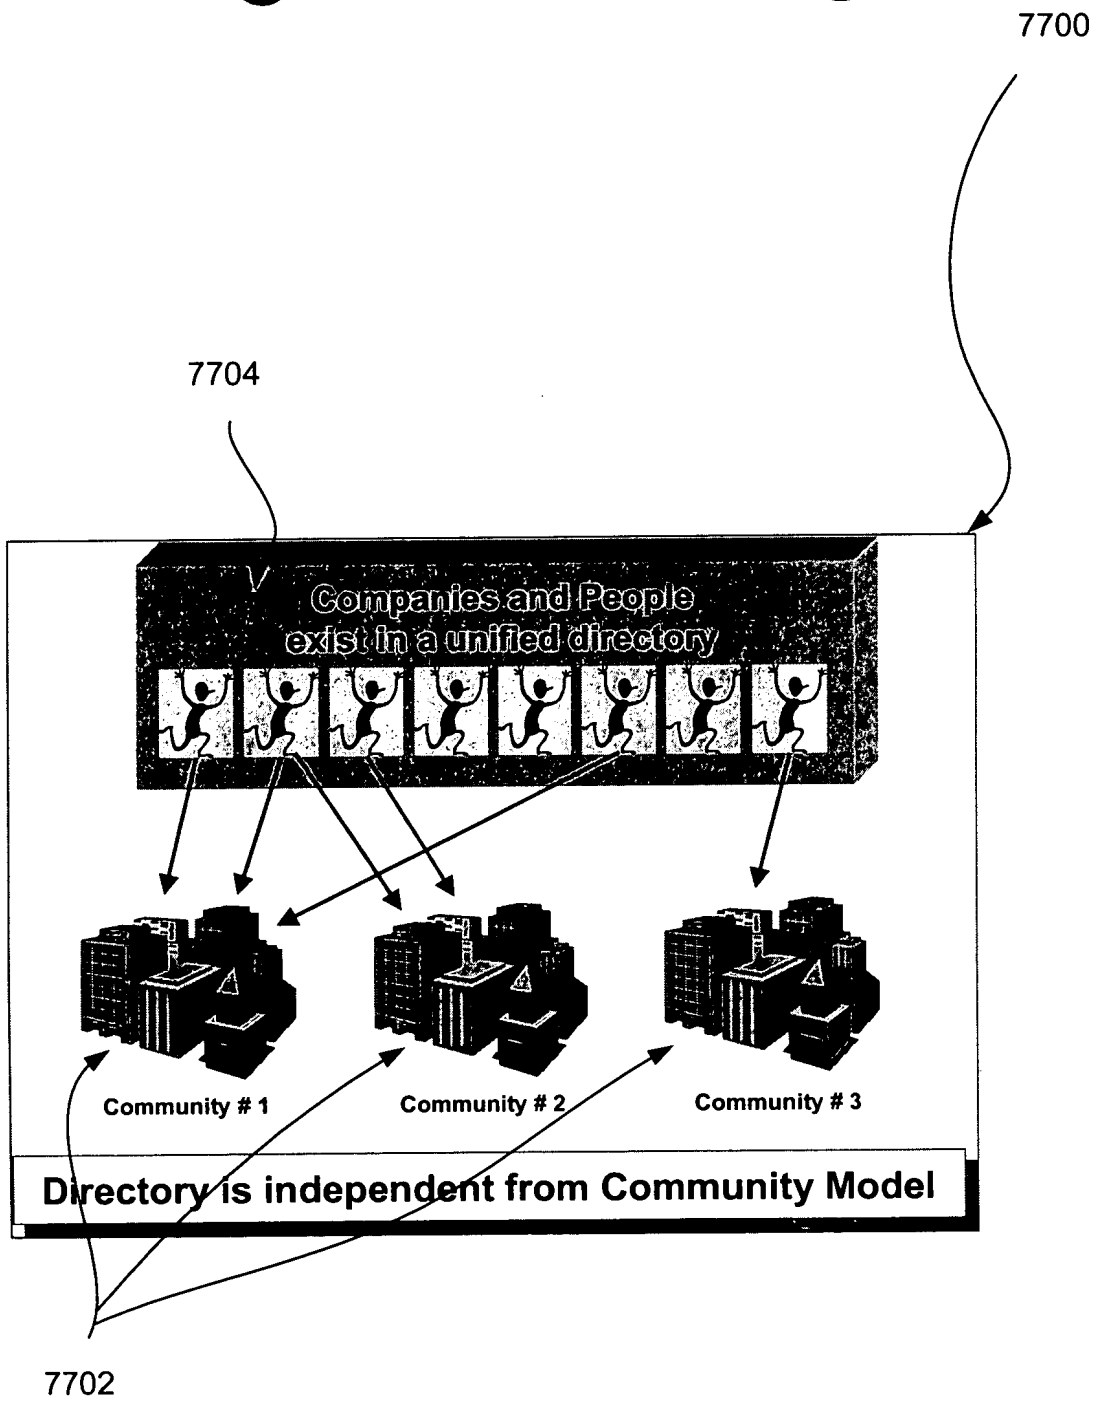 7700
7704
Companies and People
exist in a unified directory
Community # 1
Community # 2
Community # 3
Directory is independent from Community Model
7702